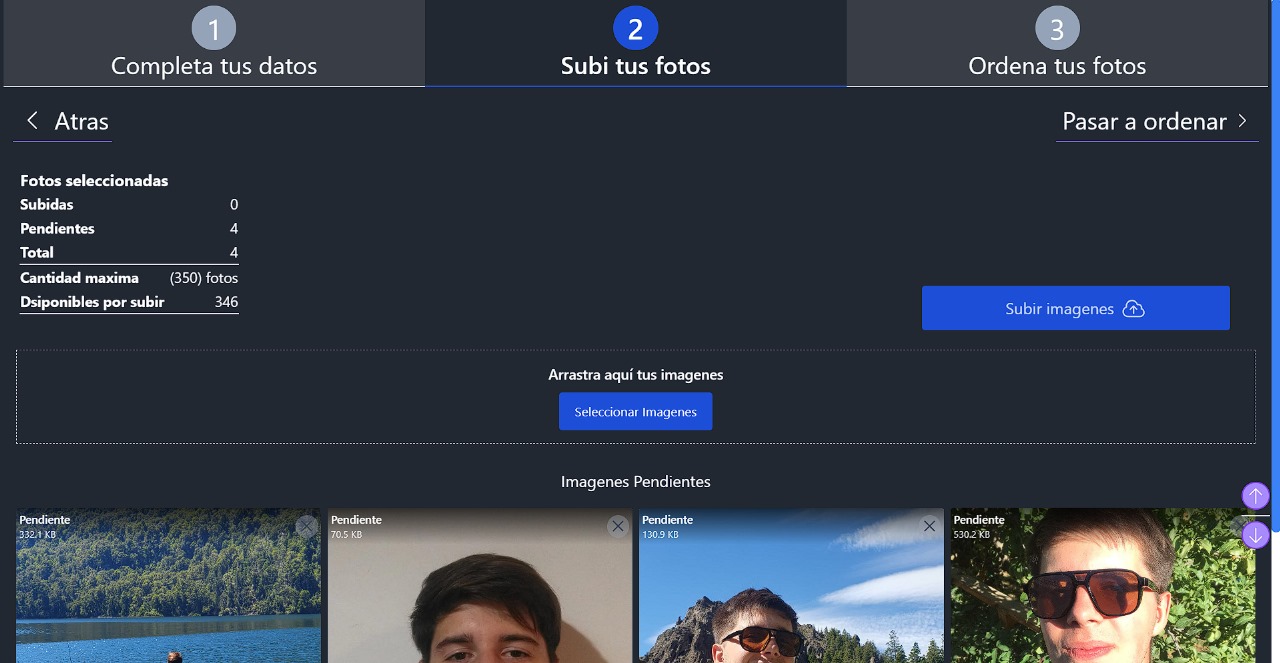 1
Completa tus datos
2
Subi tus fotos
3
Ordena tus fotos
Atras
Pasar a ordenar
Fotos seleccionadas
Subidas 0
Pendientes 4
Total 4
Cantidad maxima (350) fotos
Dsiponibles por subir 346
Subir imagenes
Arrastra aquí tus imagenes
Seleccionar Imagenes
Imagenes Pendientes
Pendiente
332.1 KB
Pendiente
70.5 KB
Pendiente
130.9 KB
Pendiente
530.2 KB